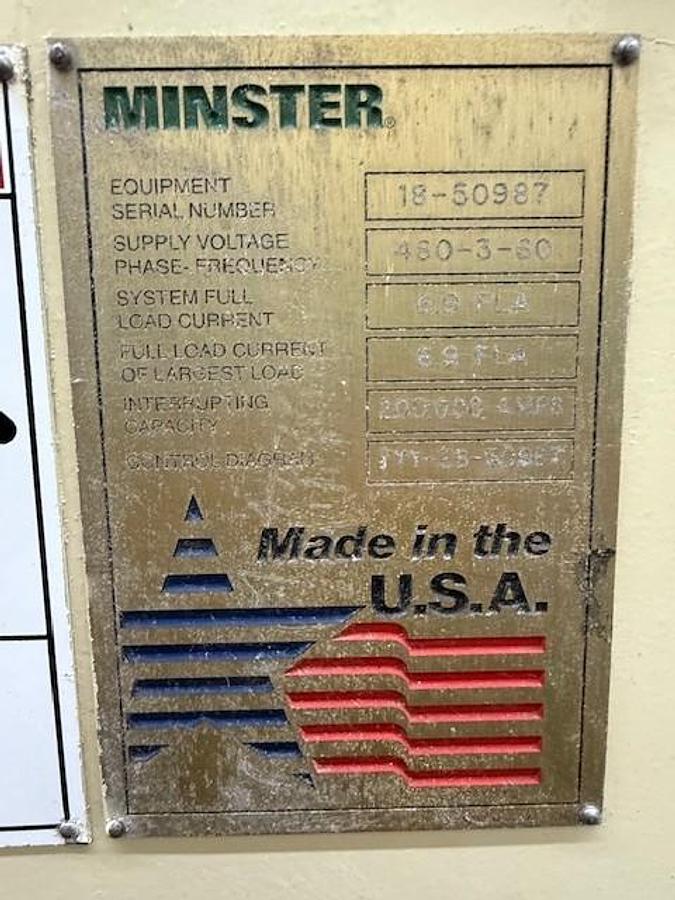 MINSTER®
EQUIPMENT
SERIAL NUMBER
18-50987
SUPPLY VOLTAGE
PHASE- FREQUENCY
480-3-60
SYSTEM FULL
LOAD CURRENT
6.9 FLA
FULL LOAD CURRENT
OF LARGEST LOAD
6.9 FLA
INTERRUPTING
CAPACITY
AMPS
CONTROL DIAGRAM
Made in the
U.S.A.